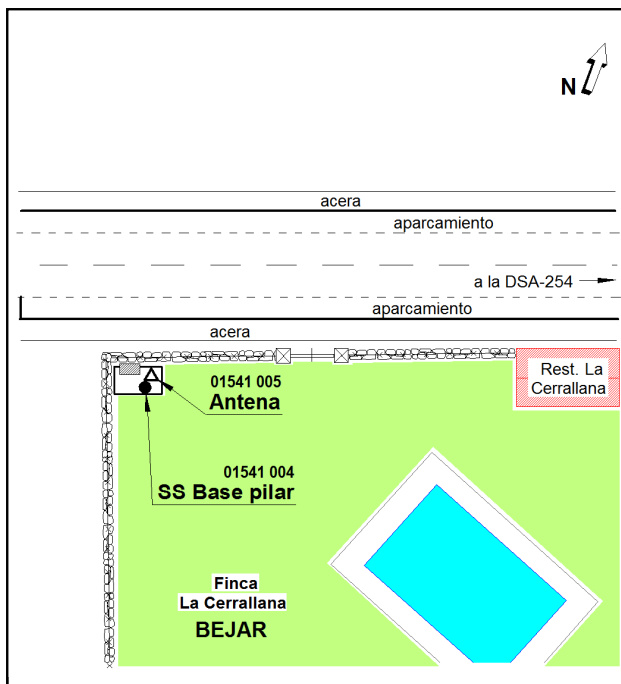 N
acera
aparcamiento
a la DSA-254
aparcamiento
acera
Rest. La
Cerrallana
01541 005
Antena
01541 004
SS Base pilar
Finca
La Cerrallana
BEJAR